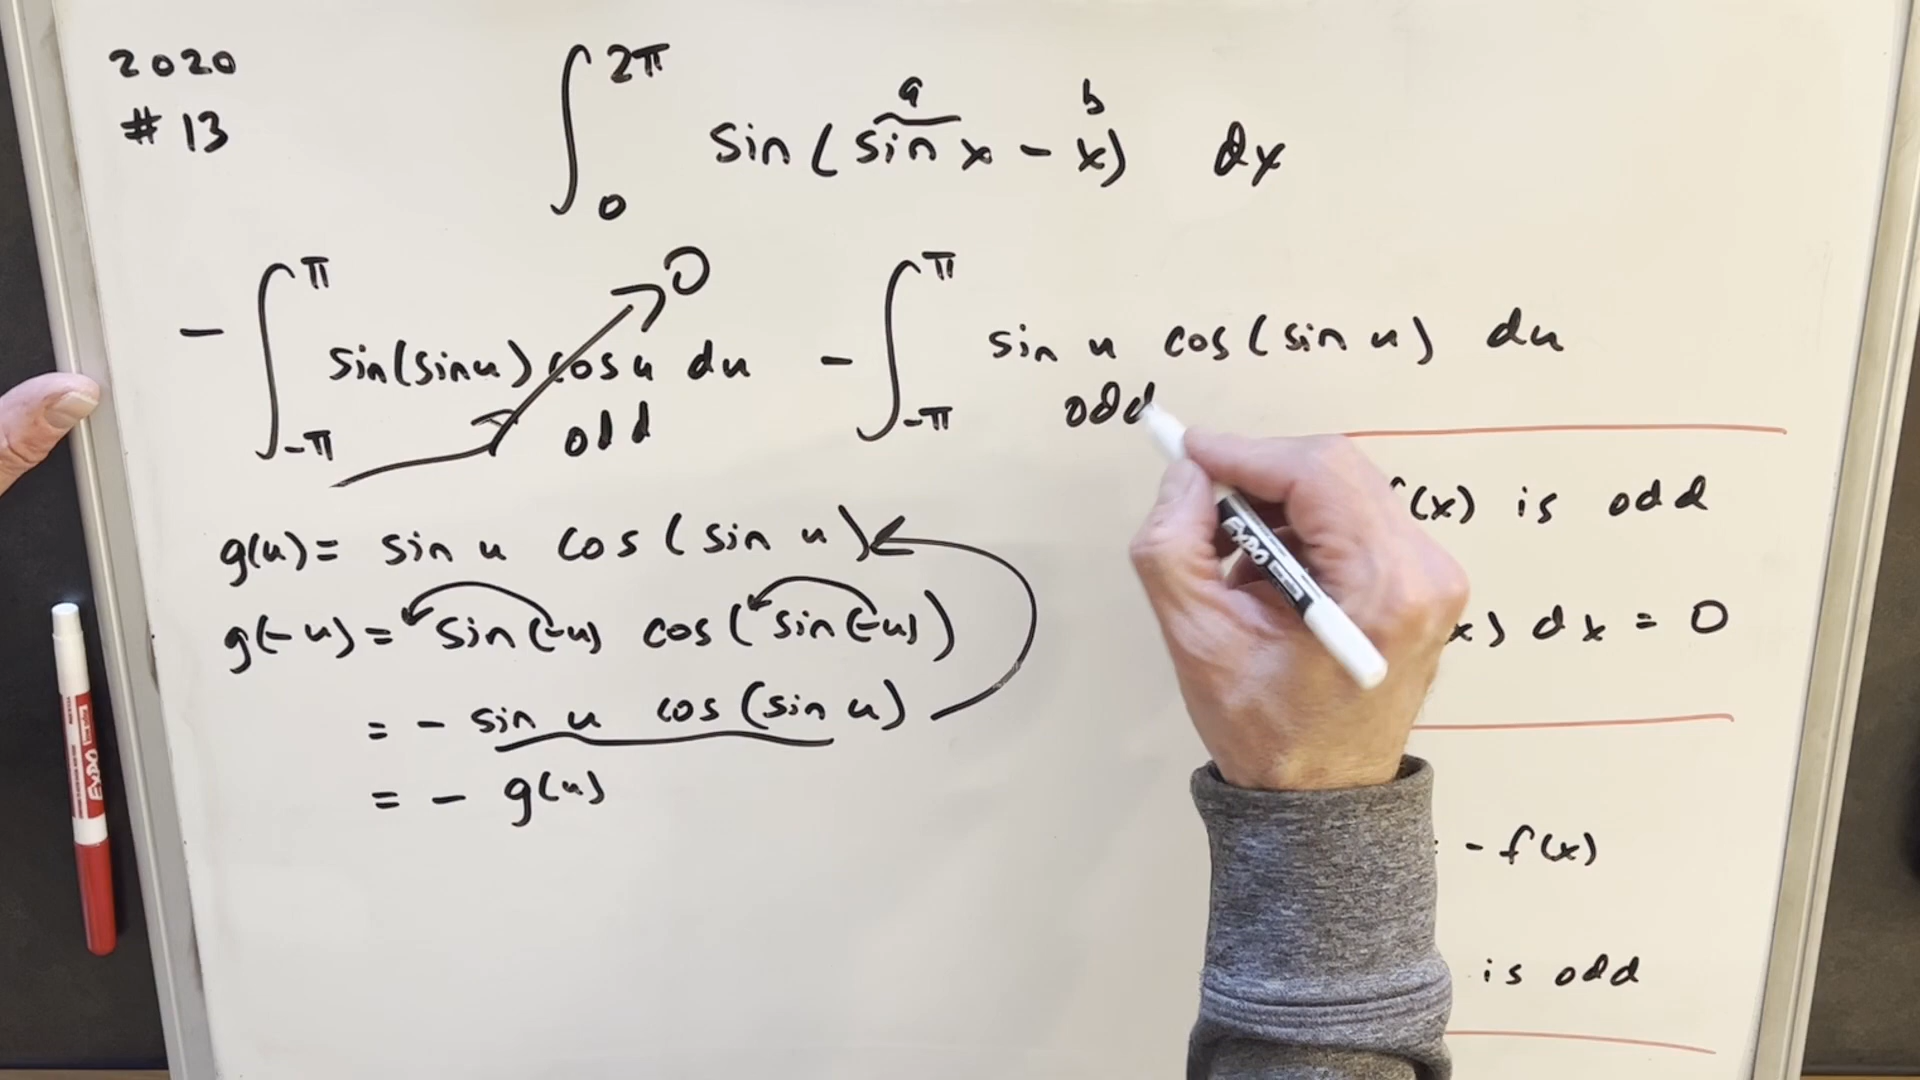 2020
# 13
∫₀^2π sin(sin x - x) dx
a b
- ∫_-π^π sin(sin u) cos u du → 0 - ∫_-π^π sin u cos(sin u) du
odd odd
(x) is odd
g(u) = sin u cos(sin u)
g(-u) = sin(-u) cos(sin(-u))
x) dx = 0
= - sin u cos(sin u)
= - g(u)
- f(x)
is odd
EXPO
EXPO